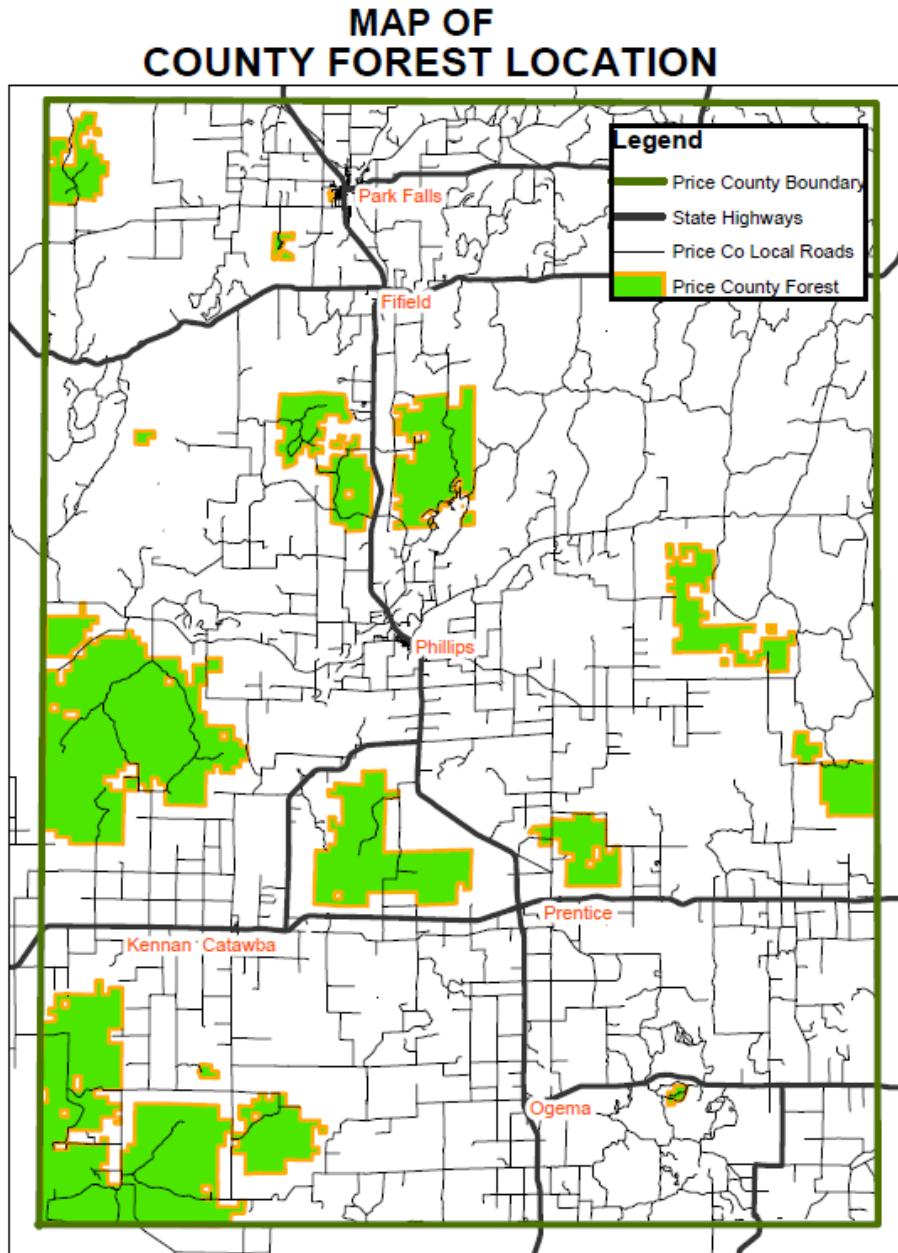 MAP OF
COUNTY FOREST LOCATION
Legend
Price County Boundary
State Highways
Price Co Local Roads
Price County Forest
Park Falls
Fifield
Phillips
Prentice
Kennan Catawba
Ogema